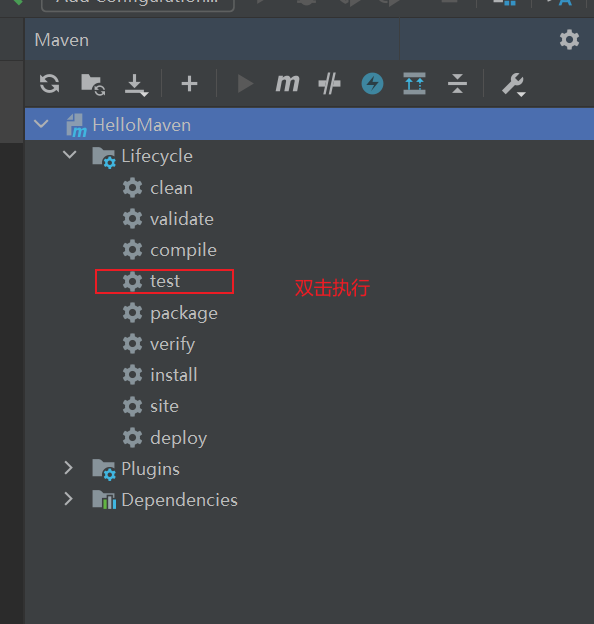 Add Configuration...
Maven
HelloMaven
Lifecycle
clean
validate
compile
test
双击执行
package
verify
install
site
deploy
Plugins
Dependencies